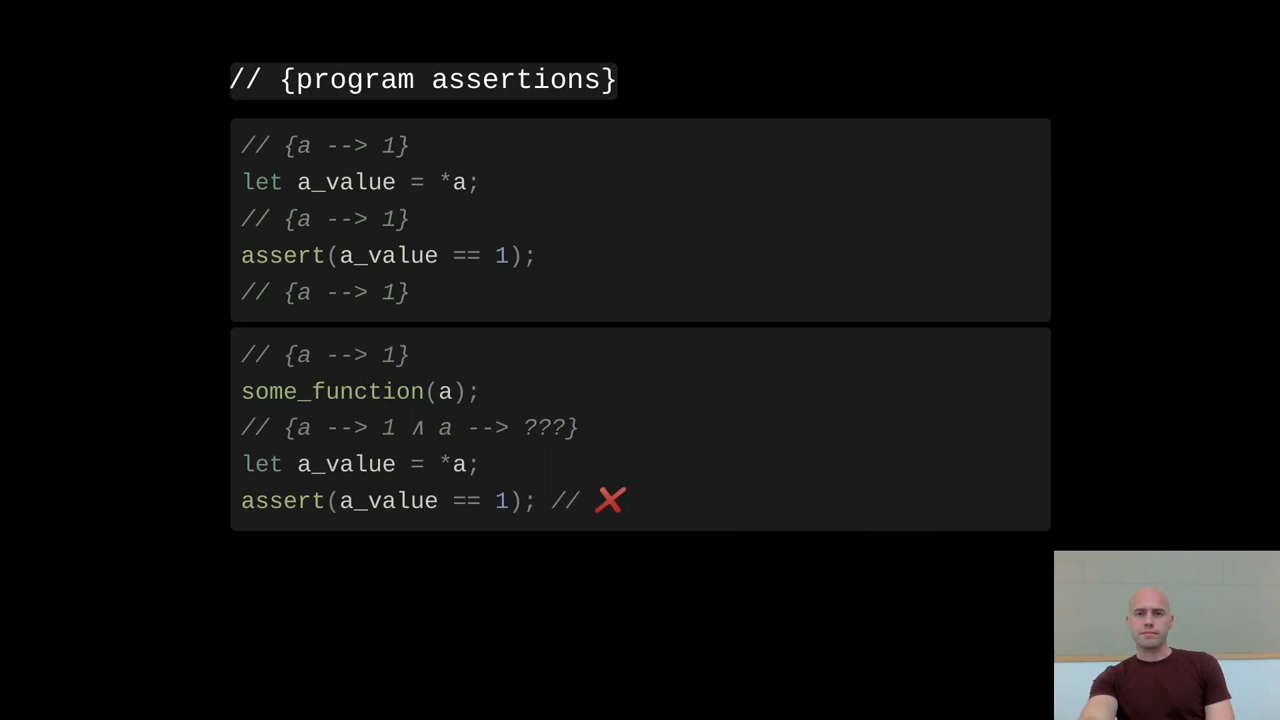 // {program assertions}
// {a --> 1}
let a_value = *a;
// {a --> 1}
assert(a_value == 1);
// {a --> 1}
// {a --> 1}
some_function(a);
// {a --> 1 ∧ a --> ???}
let a_value = *a;
assert(a_value == 1); // ❌